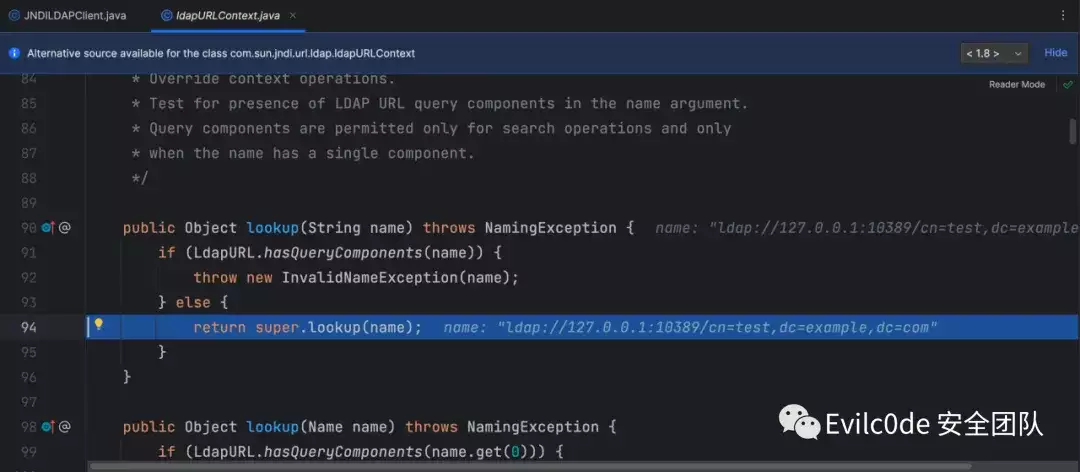 JNDILDAPClient.java ldapURLContext.java ×
Alternative source available for the class com.sun.jndi.url.ldap.ldapURLContext < 1.8 > Hide
84 * Override context operations.
Reader Mode
85 * Test for presence of LDAP URL query components in the name argument.
86 * Query components are permitted only for search operations and only
87 * when the name has a single component.
88 */
89
90 @ public Object lookup(String name) throws NamingException { name: "ldap://127.0.0.1:10389/cn=test,dc=example
91 if (LdapURL.hasQueryComponents(name)) {
92 throw new InvalidNameException(name);
93 } else {
94 return super.lookup(name); name: "ldap://127.0.0.1:10389/cn=test,dc=example,dc=com"
95 }
96 }
97
98 @ public Object lookup(Name name) throws NamingException {
99 if (LdapURL.hasQueryComponents(name.get(0))) {
Evilc0de 安全团队